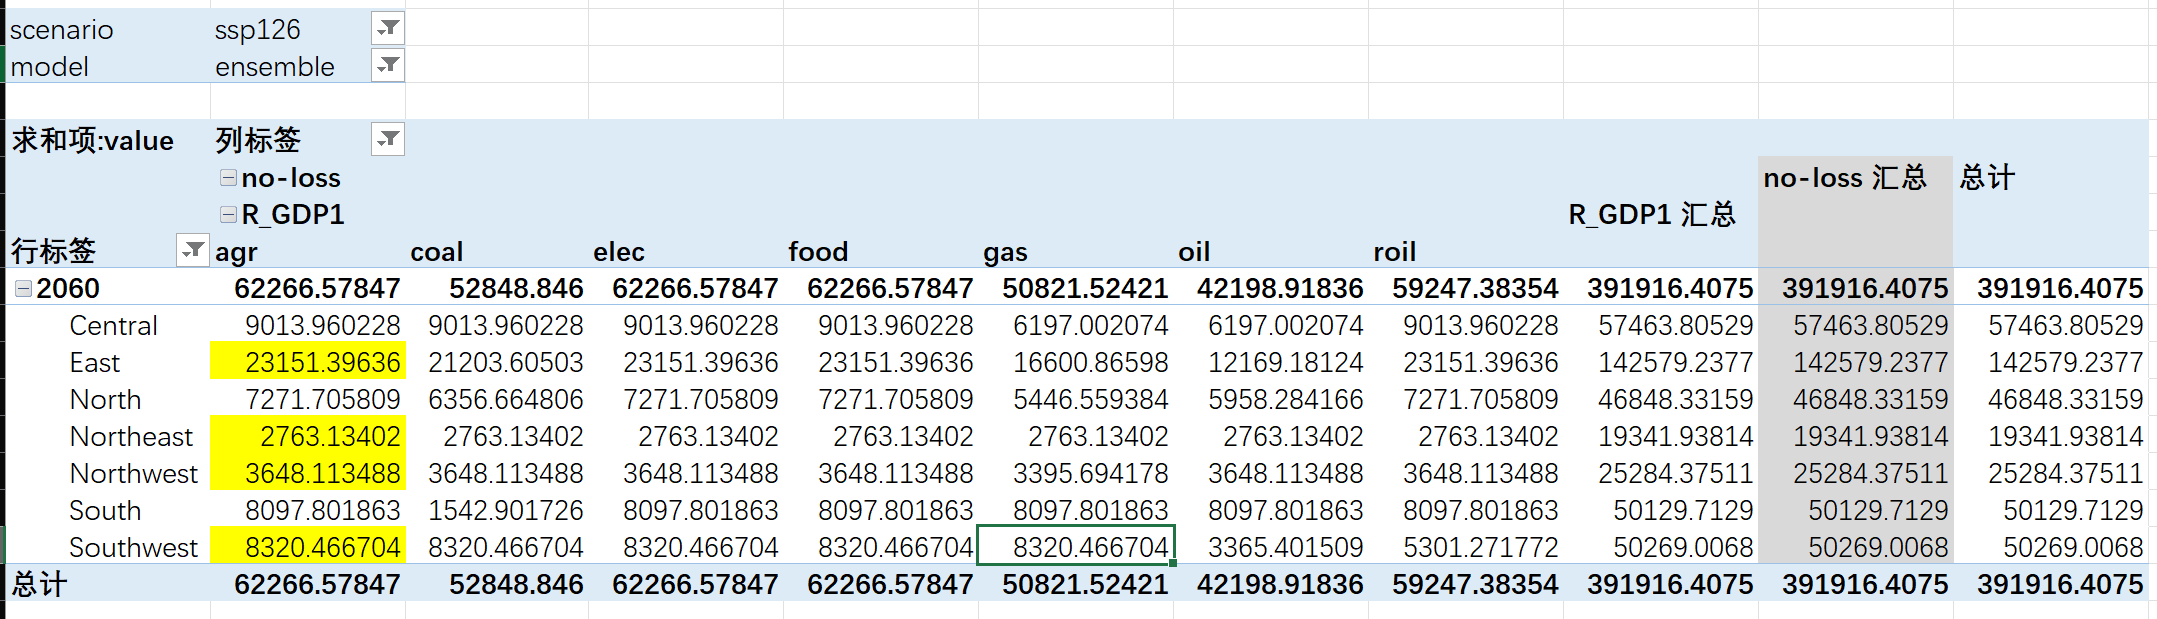 scenario ssp126
model ensemble
求和项:value 列标签
no-loss no-loss 汇总 总计
R_GDP1 R_GDP1 汇总
行标签 agr coal elec food gas oil roil
2060 62266.57847 52848.846 62266.57847 62266.57847 50821.52421 42198.91836 59247.38354 391916.4075 391916.4075 391916.4075
Central 9013.960228 9013.960228 9013.960228 9013.960228 6197.002074 6197.002074 9013.960228 57463.80529 57463.80529 57463.80529
East 23151.39636 21203.60503 23151.39636 23151.39636 16600.86598 12169.18124 23151.39636 142579.2377 142579.2377 142579.2377
North 7271.705809 6356.664806 7271.705809 7271.705809 5446.559384 5958.284166 7271.705809 46848.33159 46848.33159 46848.33159
Northeast 2763.13402 2763.13402 2763.13402 2763.13402 2763.13402 2763.13402 2763.13402 19341.93814 19341.93814 19341.93814
Northwest 3648.113488 3648.113488 3648.113488 3648.113488 3395.694178 3648.113488 3648.113488 25284.37511 25284.37511 25284.37511
South 8097.801863 1542.901726 8097.801863 8097.801863 8097.801863 8097.801863 8097.801863 50129.7129 50129.7129 50129.7129
Southwest 8320.466704 8320.466704 8320.466704 8320.466704 8320.466704 3365.401509 5301.271772 50269.0068 50269.0068 50269.0068
总计 62266.57847 52848.846 62266.57847 62266.57847 50821.52421 42198.91836 59247.38354 391916.4075 391916.4075 391916.4075